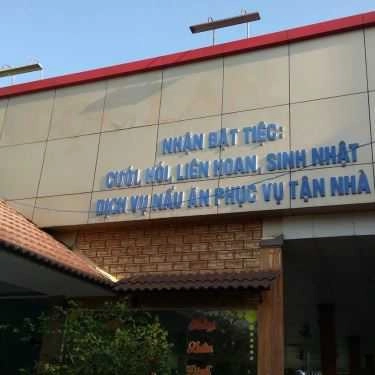 NHẬN ĐẶT TIỆC:
CƯỚI, HỎI, LIÊN HOAN, SINH NHẬT
DỊCH VỤ NẤU ĂN PHỤC VỤ TẬN NHÀ